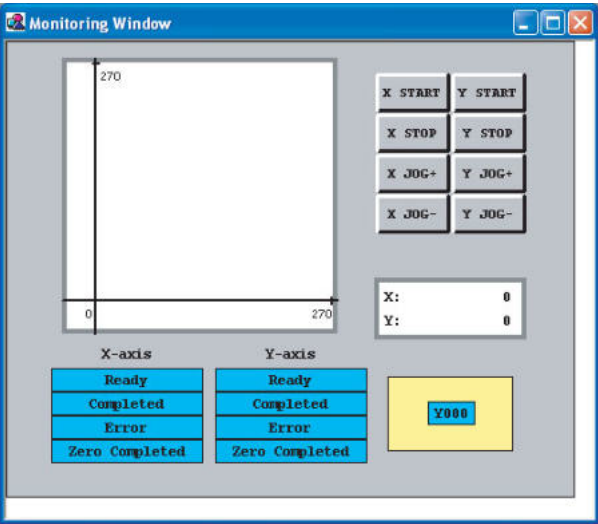 Monitoring Window
270
0
270
X START Y START
X STOP Y STOP
X JOG+ Y JOG+
X JOG- Y JOG-
X: 0
Y: 0
X-axis Y-axis
Ready Ready
Completed Completed
Error Error
Zero Completed Zero Completed
Y000